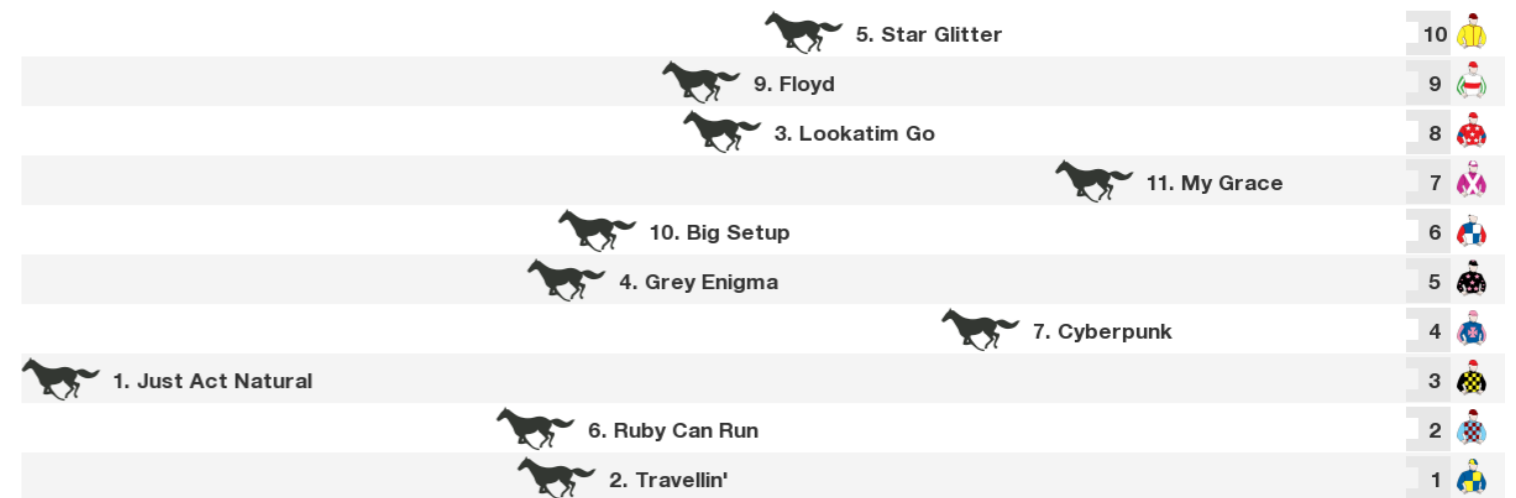 5. Star Glitter 10
9. Floyd 9
3. Lookatim Go 8
11. My Grace 7
10. Big Setup 6
4. Grey Enigma 5
7. Cyberpunk 4
1. Just Act Natural 3
6. Ruby Can Run 2
2. Travellin' 1